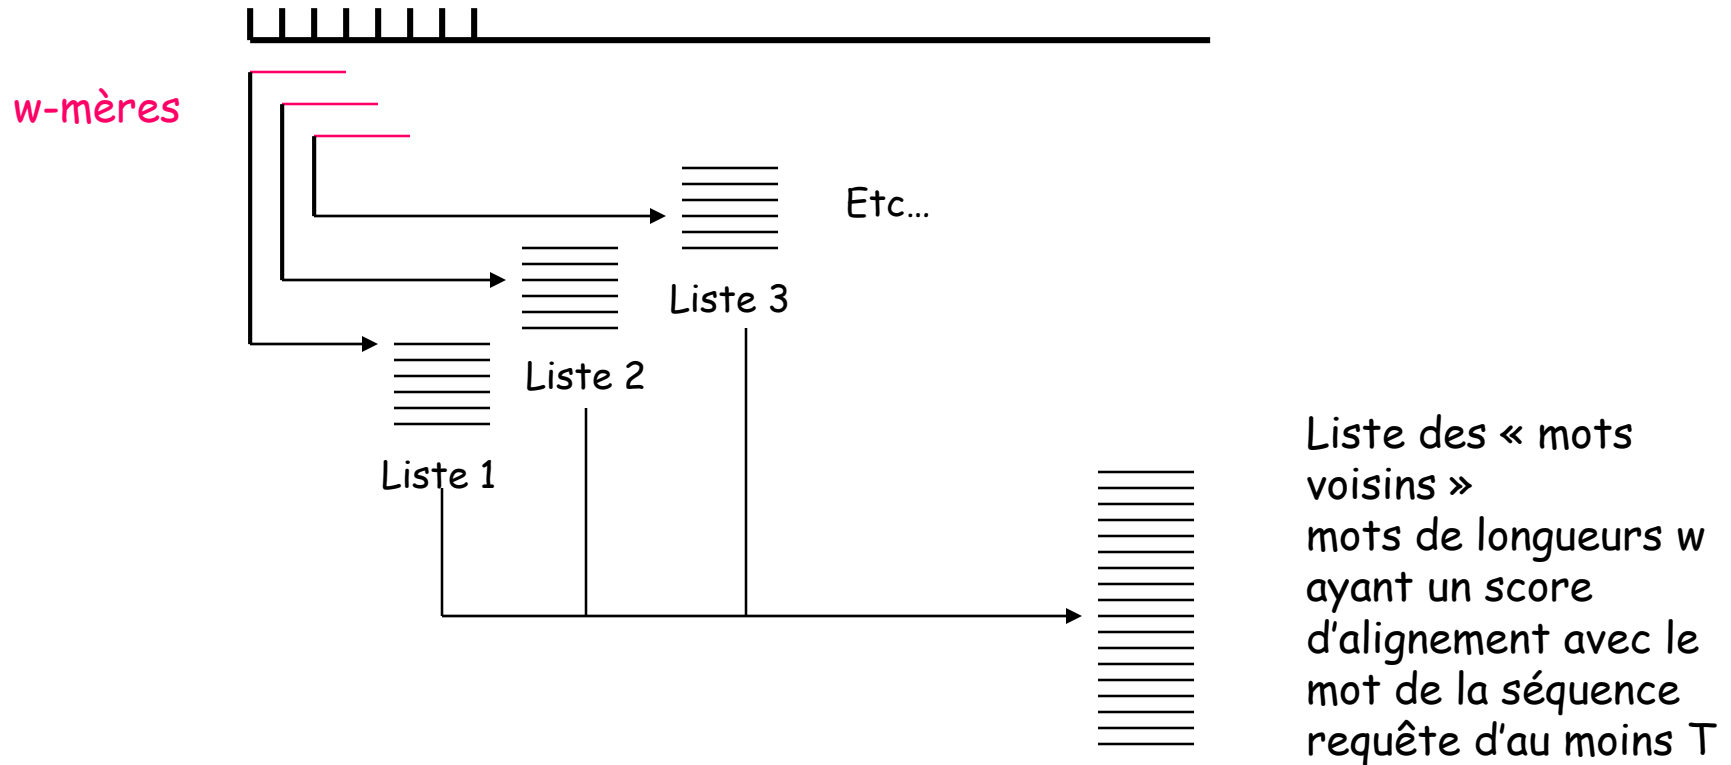 w-mères
Etc…
Liste 3
Liste 2
Liste 1
Liste des « mots
voisins »
mots de longueurs w
ayant un score
d’alignement avec le
mot de la séquence
requête d’au moins T